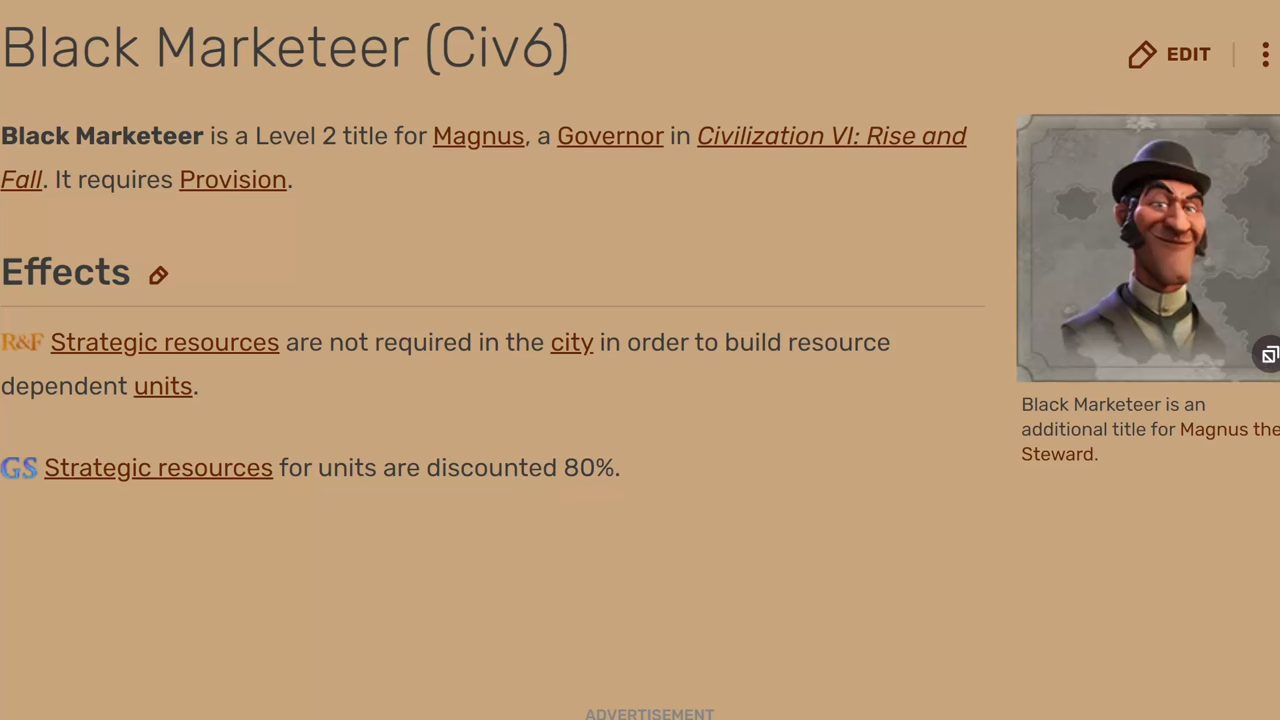 Black Marketeer (Civ6)
EDIT
Black Marketeer is a Level 2 title for Magnus, a Governor in Civilization VI: Rise and
Fall. It requires Provision.
Effects
R&F Strategic resources are not required in the city in order to build resource
dependent units.
GS Strategic resources for units are discounted 80%.
Black Marketeer is an
additional title for Magnus the
Steward.
ADVERTISEMENT